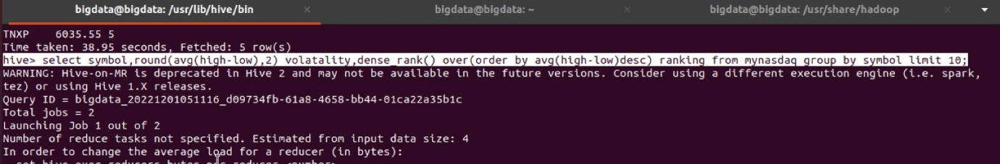 bigdata@bigdata: /usr/lib/hive/bin × bigdata@bigdata: ~ × bigdata@bigdata: /usr/share/hadoop ×
TNXP 6035.55 5
Time taken: 38.95 seconds, Fetched: 5 row(s)
hive> select symbol,round(avg(high-low),2) volatality,dense_rank() over(order by avg(high-low)desc) ranking from mynasdaq group by symbol limit 10;
WARNING: Hive-on-MR is deprecated in Hive 2 and may not be available in the future versions. Consider using a different execution engine (i.e. spark,
tez) or using Hive 1.X releases.
Query ID = bigdata_20221201051116_d09734fb-61a8-4658-bb44-01ca22a35b1c
Total jobs = 2
Launching Job 1 out of 2
Number of reduce tasks not specified. Estimated from input data size: 4
In order to change the average load for a reducer (in bytes):